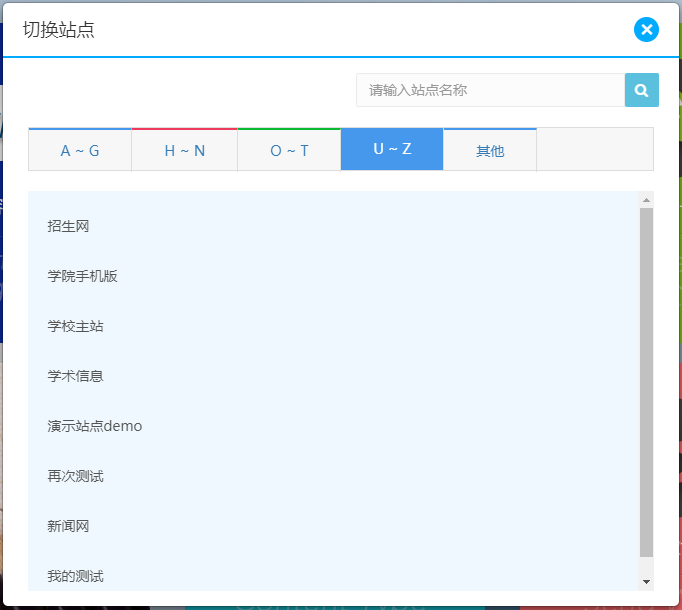 切换站点
请输入站点名称
A ~ G
H ~ N
O ~ T
U ~ Z
其他
招生网
学院手机版
学校主站
学术信息
演示站点demo
再次测试
新闻网
我的测试